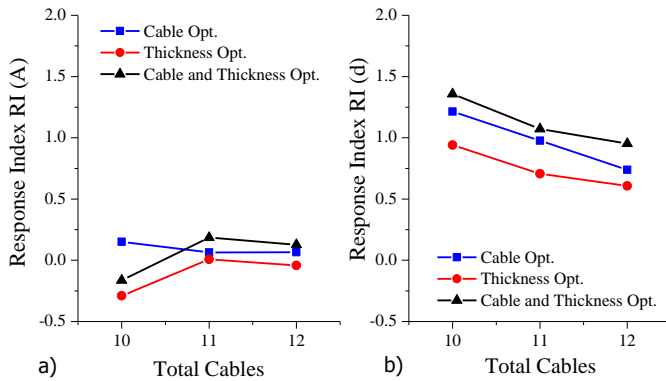 2.0
1.5
1.0
0.5
0.0
-0.5
Response Index RI (A)
Cable Opt.
Thickness Opt.
Cable and Thickness Opt.
10
11
12
a)
Total Cables
2.0
1.5
1.0
0.5
0.0
-0.5
Response Index RI (d)
Cable Opt.
Thickness Opt.
Cable and Thickness Opt.
10
11
12
b)
Total Cables